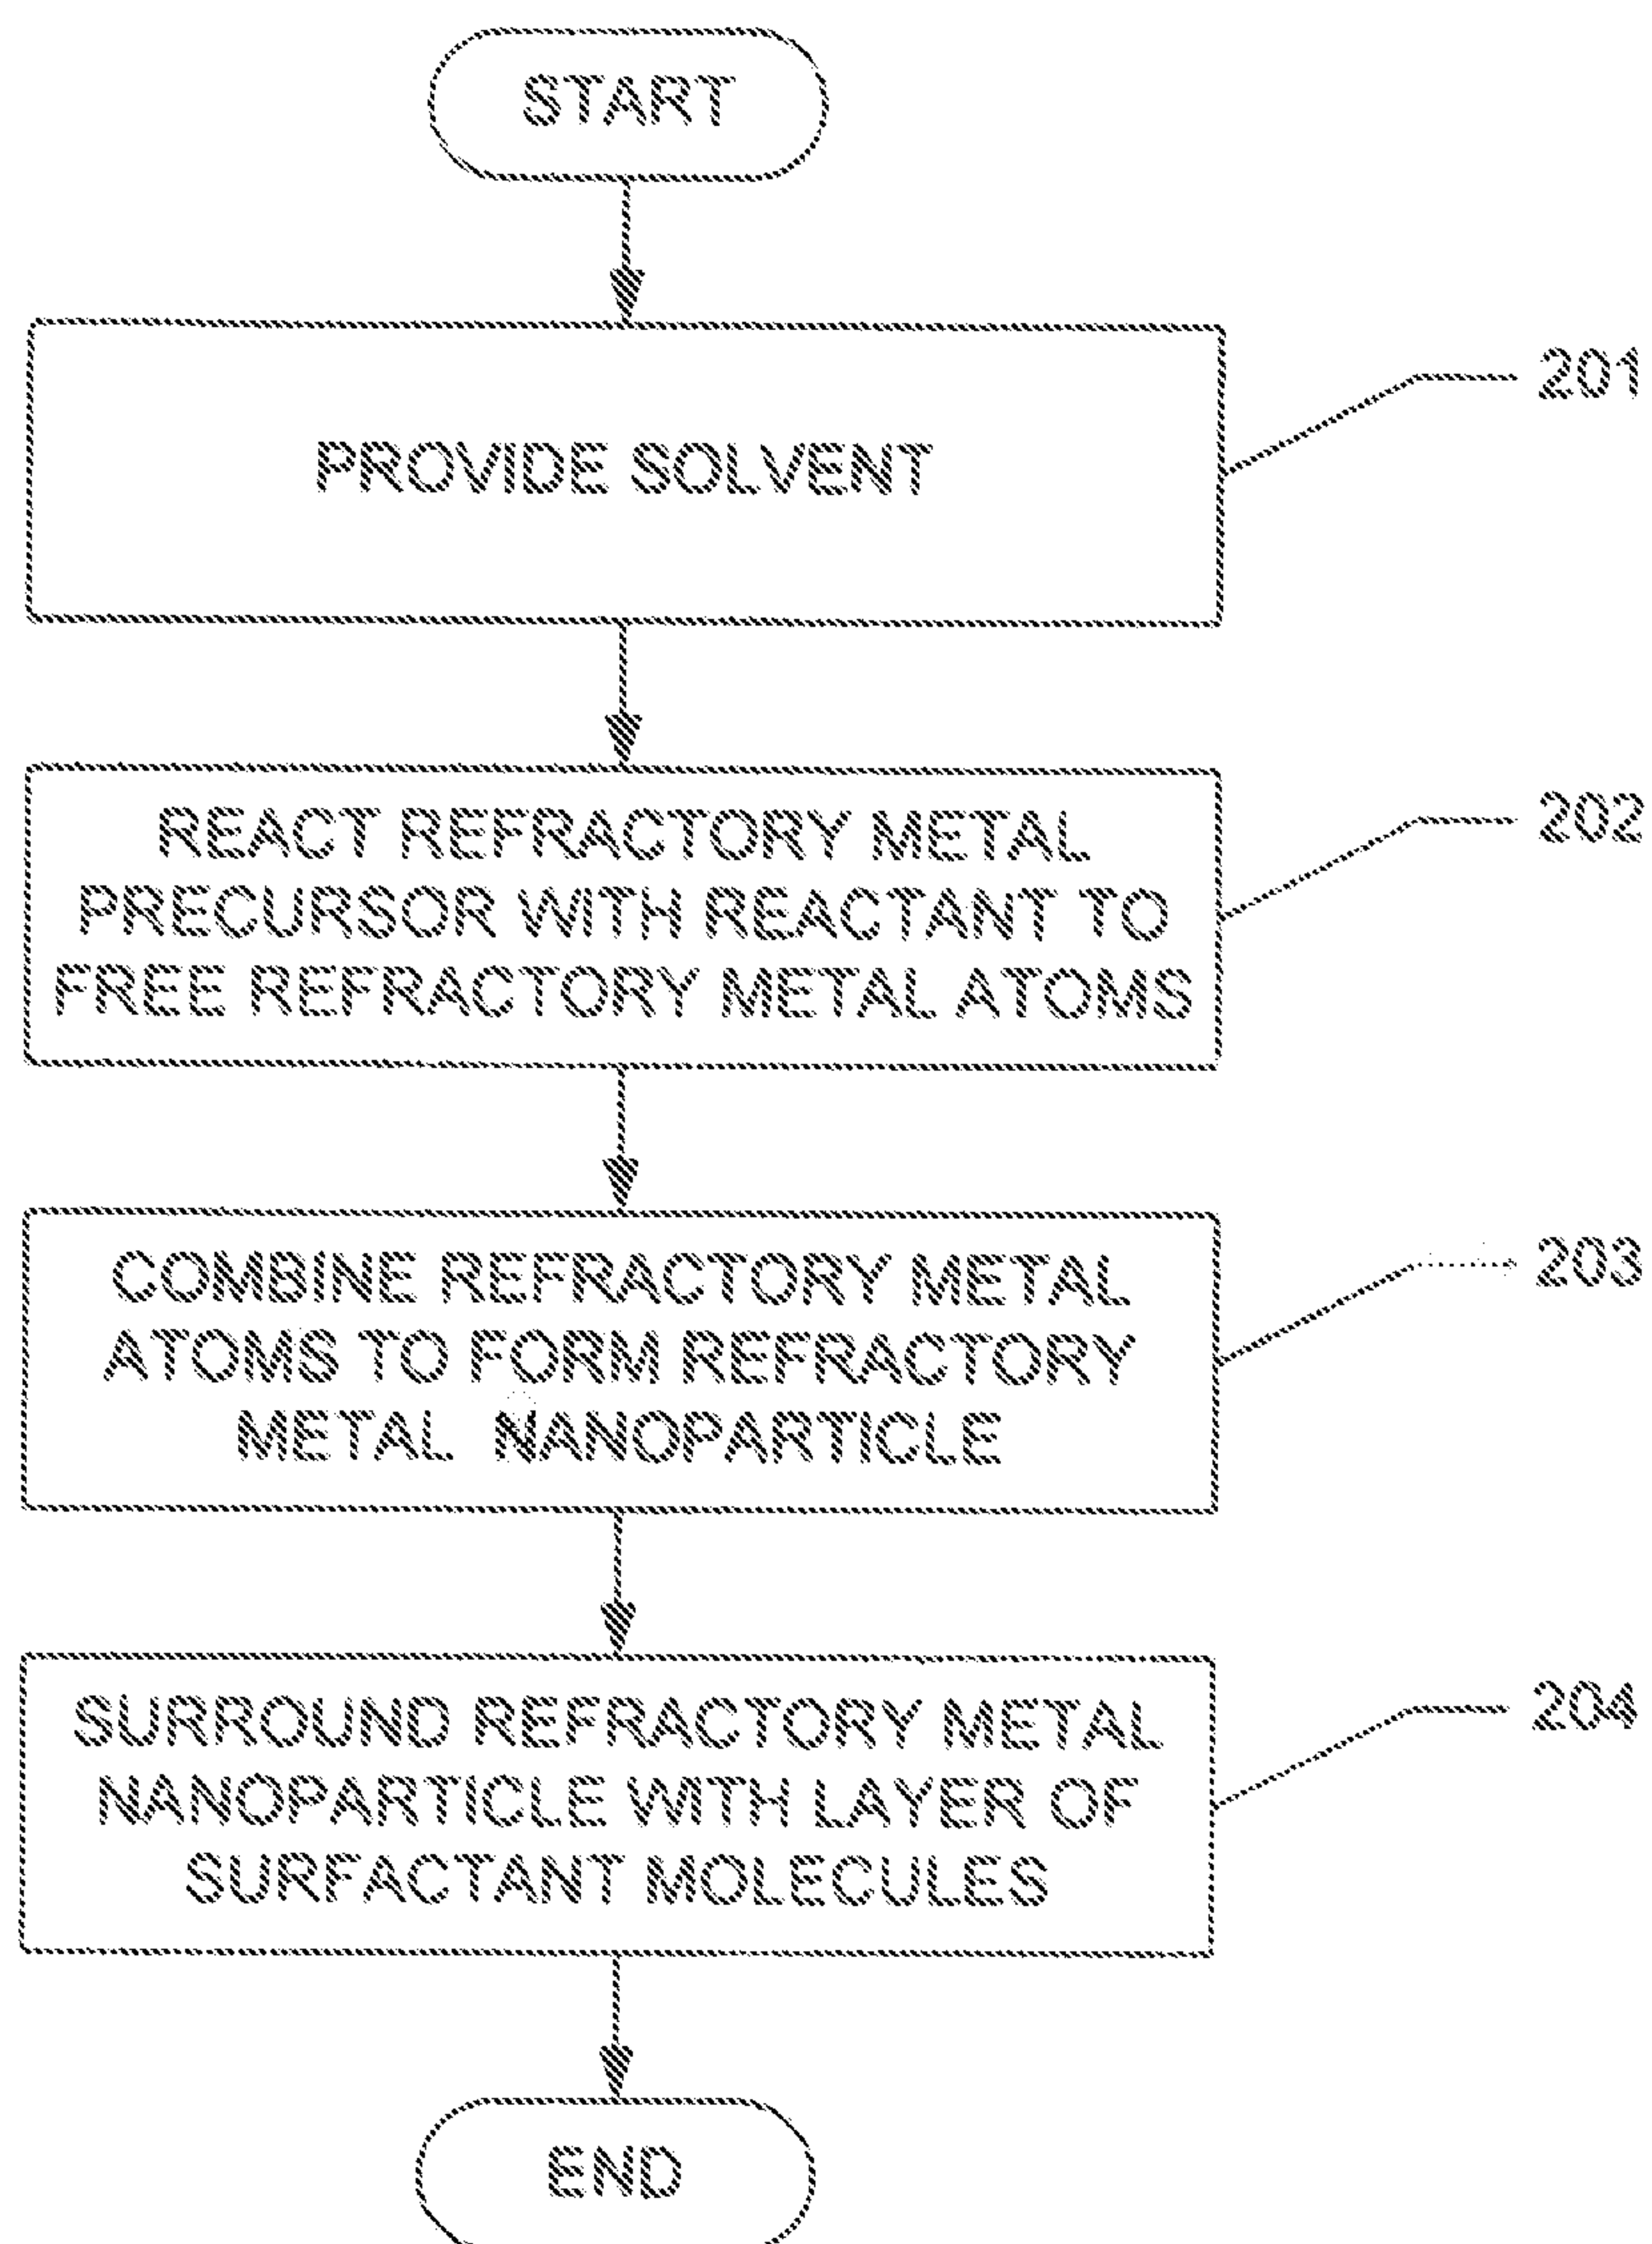 START
PROVIDE SOLVENT
201
REACT REFRACTORY METAL
PRECURSOR WITH REACTANT TO
FREE REFRACTORY METAL ATOMS
202
COMBINE REFRACTORY METAL
ATOMS TO FORM REFRACTORY
METAL NANOPARTICLE
203
SURROUND REFRACTORY METAL
NANOPARTICLE WITH LAYER OF
SURFACTANT MOLECULES
204
END